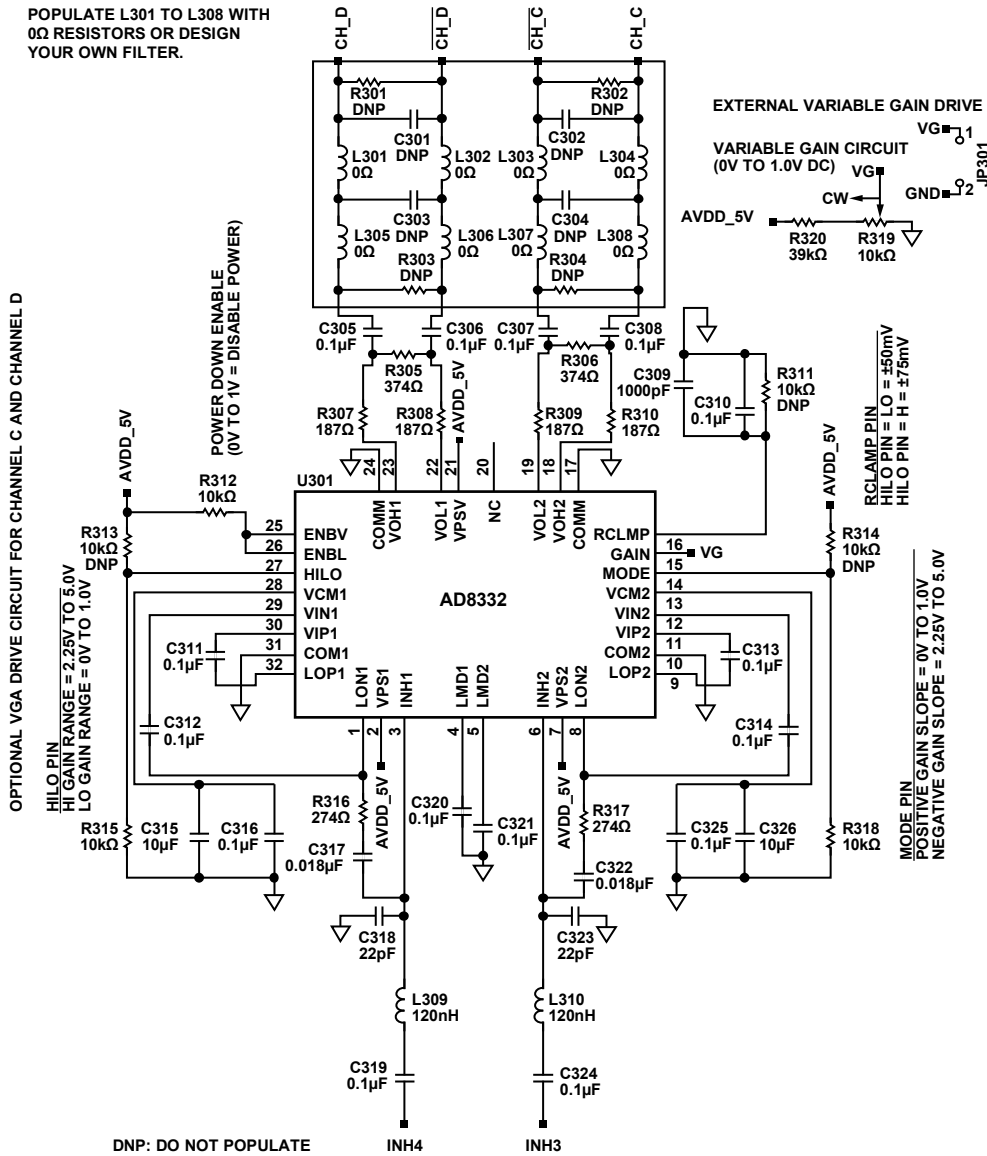 POPULATE L301 TO L308 WITH
0Ω RESISTORS OR DESIGN
YOUR OWN FILTER.
CH_D
CH_D
CH_C
CH_C
R301
DNP
R302
DNP
C301
DNP
C302
DNP
L301
0Ω
L302
0Ω
L303
0Ω
L304
0Ω
C303
DNP
C304
DNP
L305
0Ω
L306
0Ω
L307
0Ω
L308
0Ω
R303
DNP
R304
DNP
EXTERNAL VARIABLE GAIN DRIVE
VG
1
JP301
GND
2
VARIABLE GAIN CIRCUIT
(0V TO 1.0V DC)
VG
CW
AVDD_5V
R320
39kΩ
R319
10kΩ
C305
0.1µF
C306
0.1µF
C307
0.1µF
C308
0.1µF
R305
374Ω
R306
374Ω
R307
187Ω
R308
187Ω
AVDD_5V
R309
187Ω
R310
187Ω
C309
1000pF
C310
0.1µF
R311
10kΩ
DNP
RCLAMP PIN
HILO PIN = LO = ±50mV
HILO PIN = H = ±75mV
OPTIONAL VGA DRIVE CIRCUIT FOR CHANNEL C AND CHANNEL D
POWER DOWN ENABLE
(0V TO 1V = DISABLE POWER)
AVDD_5V
R312
10kΩ
R313
10kΩ
DNP
AVDD_5V
R314
10kΩ
DNP
U301
24
23
22
21
20
19
18
17
COMM
VOH1
VOL1
VPSV
NC
VOL2
VOH2
COMM
25 ENBV
26 ENBL
27 HILO
28 VCM1
29 VIN1
30 VIP1
31 COM1
32 LOP1
AD8332
RCLMP
16
GAIN
VG
15
MODE
14
VCM2
13
VIN2
12
VIP2
11
COM2
10
LOP2
9
LON1
VPS1
INH1
LMD1
LMD2
INH2
VPS2
LON2
1
2
3
4
5
6
7
8
C311
0.1µF
C312
0.1µF
C313
0.1µF
C314
0.1µF
HILO PIN
HI GAIN RANGE = 2.25V TO 5.0V
LO GAIN RANGE = 0V TO 1.0V
MODE PIN
POSITIVE GAIN SLOPE = 0V TO 1.0V
NEGATIVE GAIN SLOPE = 2.25V TO 5.0V
R315
10kΩ
C315
10µF
C316
0.1µF
R316
274Ω
AVDD_5V
C317
0.018µF
C320
0.1µF
C321
0.1µF
AVDD_5V
R317
274Ω
C322
0.018µF
C325
0.1µF
C326
10µF
R318
10kΩ
C318
22pF
C323
22pF
L309
120nH
L310
120nH
C319
0.1µF
C324
0.1µF
DNP: DO NOT POPULATE
INH4
INH3